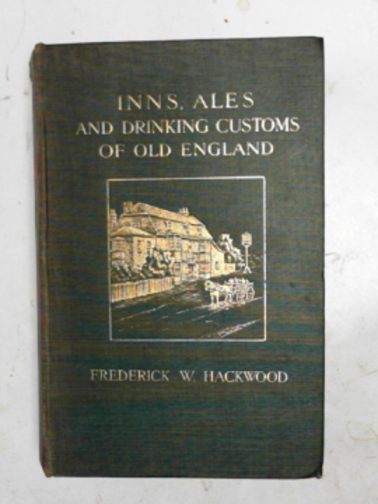 INNS, ALES
AND DRINKING CUSTOMS
OF OLD ENGLAND
FREDERICK W. HACKWOOD